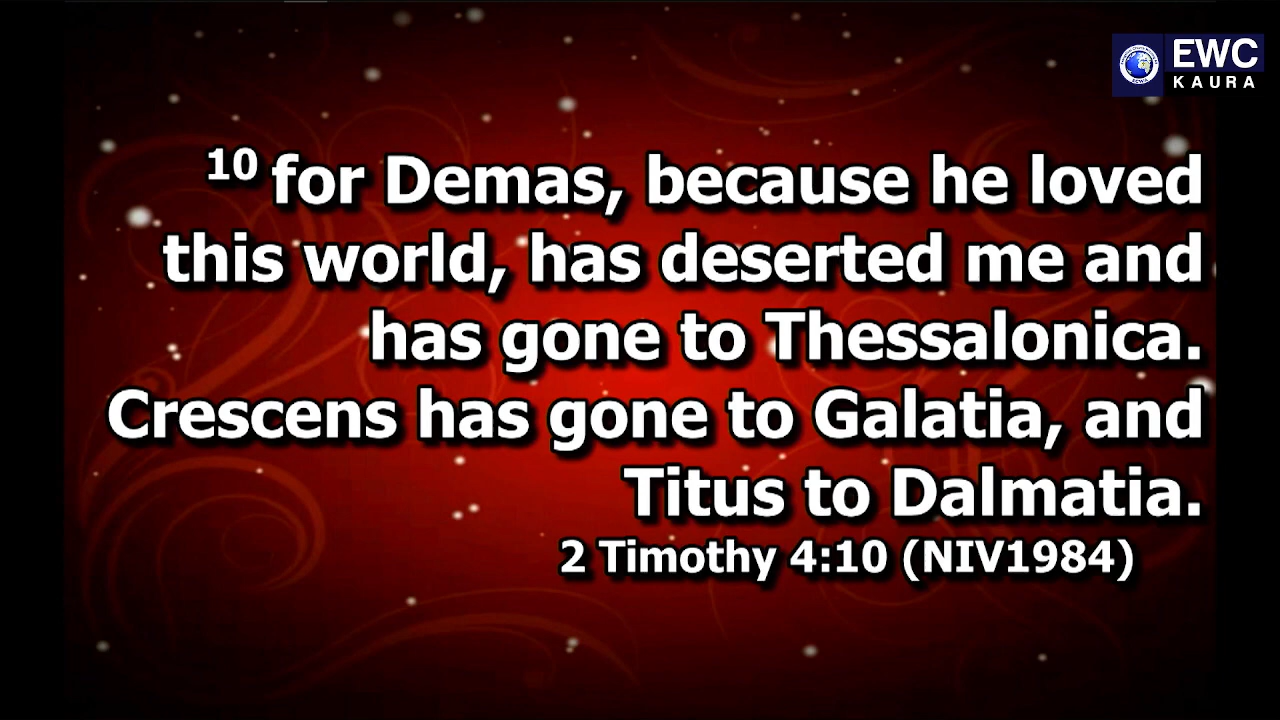 EWC
KAURA
10 for Demas, because he loved
this world, has deserted me and
has gone to Thessalonica.
Crescens has gone to Galatia, and
Titus to Dalmatia.
2 Timothy 4:10 (NIV1984)